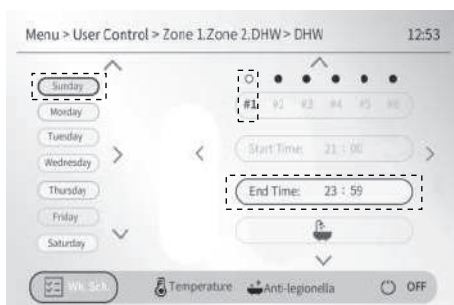 Menu > User Control > Zone 1.Zone 2.DHW > DHW 12:53
Sunday
Monday
Tuesday
Wednesday
Thursday
Friday
Saturday
#1 #2 #3 #4 #5 #6
Start Time: 21 : 00
End Time: 23 : 59
Wk. Sch. Temperature Anti-legionella OFF